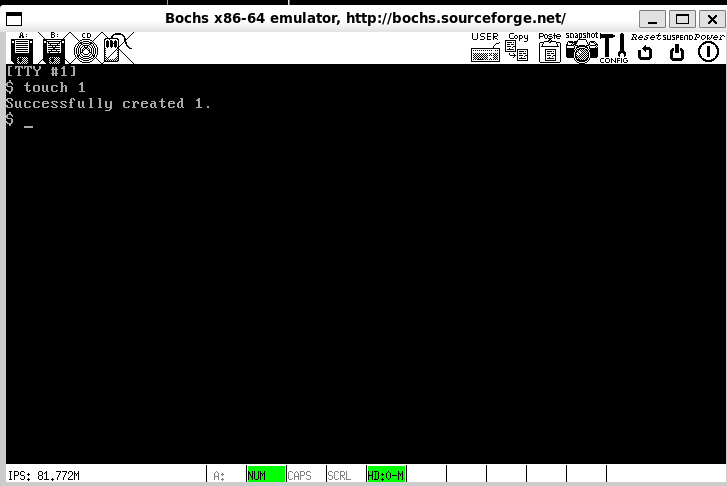 Bochs x86-64 emulator, http://bochs.sourceforge.net/
A: B: CD USER Copy Paste snapshot CONFIG Reset SUSPEND Power
[TTY #1]
$ touch 1
Successfully created 1.
$ _
IPS: 81.772M A: NUM CAPS SCRL HD:0-M